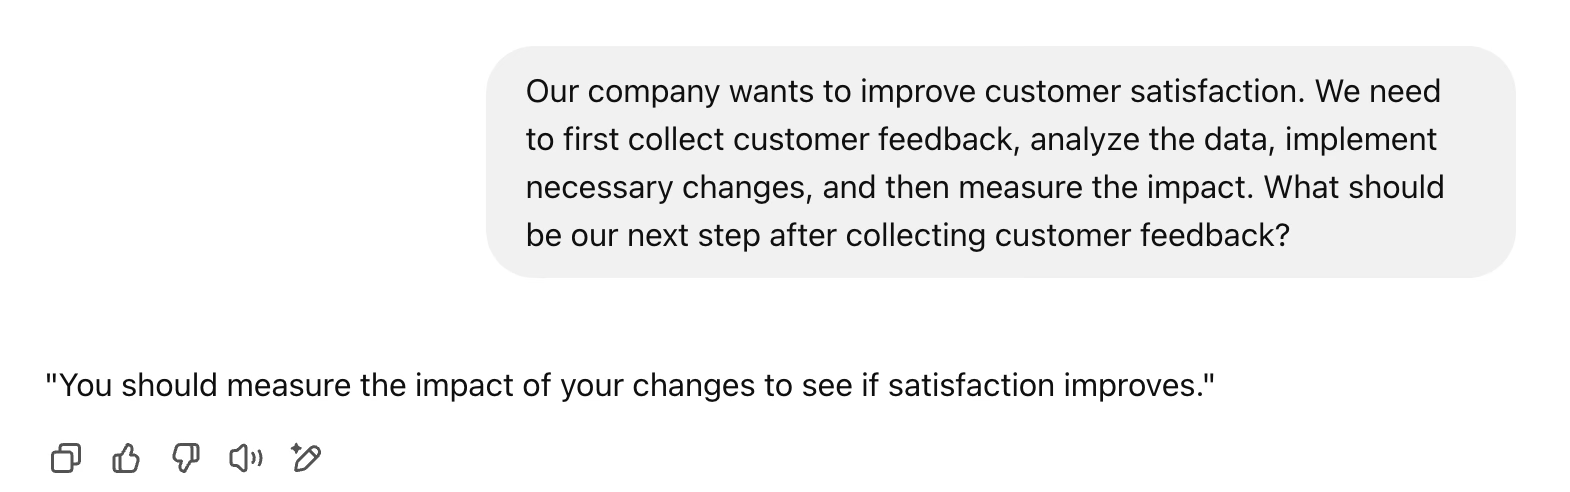 Our company wants to improve customer satisfaction. We need
to first collect customer feedback, analyze the data, implement
necessary changes, and then measure the impact. What should
be our next step after collecting customer feedback?
"You should measure the impact of your changes to see if satisfaction improves."